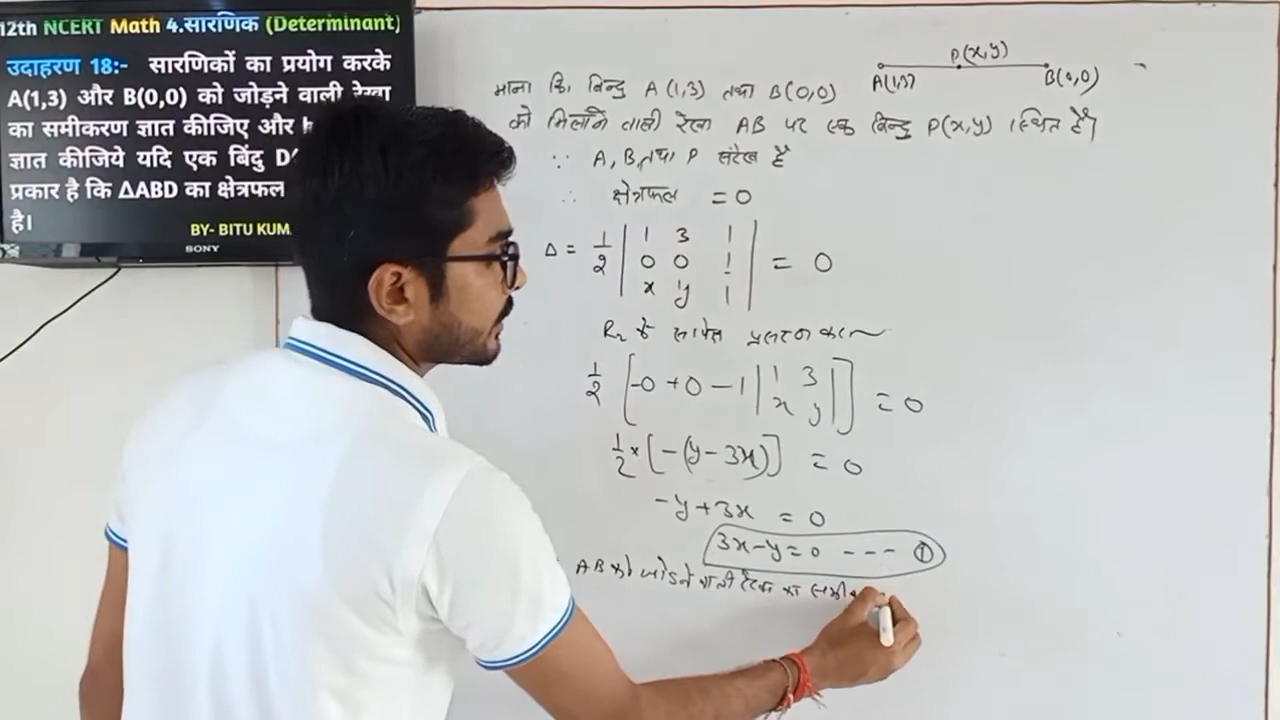 12th NCERT Math 4.सारणिक (Determinant)
उदाहरण 18:- सारणिकों का प्रयोग करके
A(1,3) और B(0,0) को जोड़ने वाली रेखा
का समीकरण ज्ञात कीजिए और
ज्ञात कीजिये यदि एक बिंदु D(
प्रकार है कि ΔABD का क्षेत्रफल
है।
BY- BITU KUM
SONY
P(x,y)
A(1,3) B(0,0)
माना कि बिन्दु A(1,3) तथा B(0,0)
को मिलाने वाली रेखा AB पर एक बिन्दु P(x,y) स्थित है।
∵ A, B, तथा P संरेख है
∴ क्षेत्रफल = 0
Δ = 1/2 | 1 3 1 |
| 0 0 1 | = 0
| x y 1 |
R2 के सापेक्ष प्रसरण करने
1/2 [-0 + 0 - 1 | 1 3 |
| x y |] = 0
1/2 × [-(y - 3x)] = 0
-y + 3x = 0
3x - y = 0 --- ①
AB को जोड़ने वाली रेखा का समी